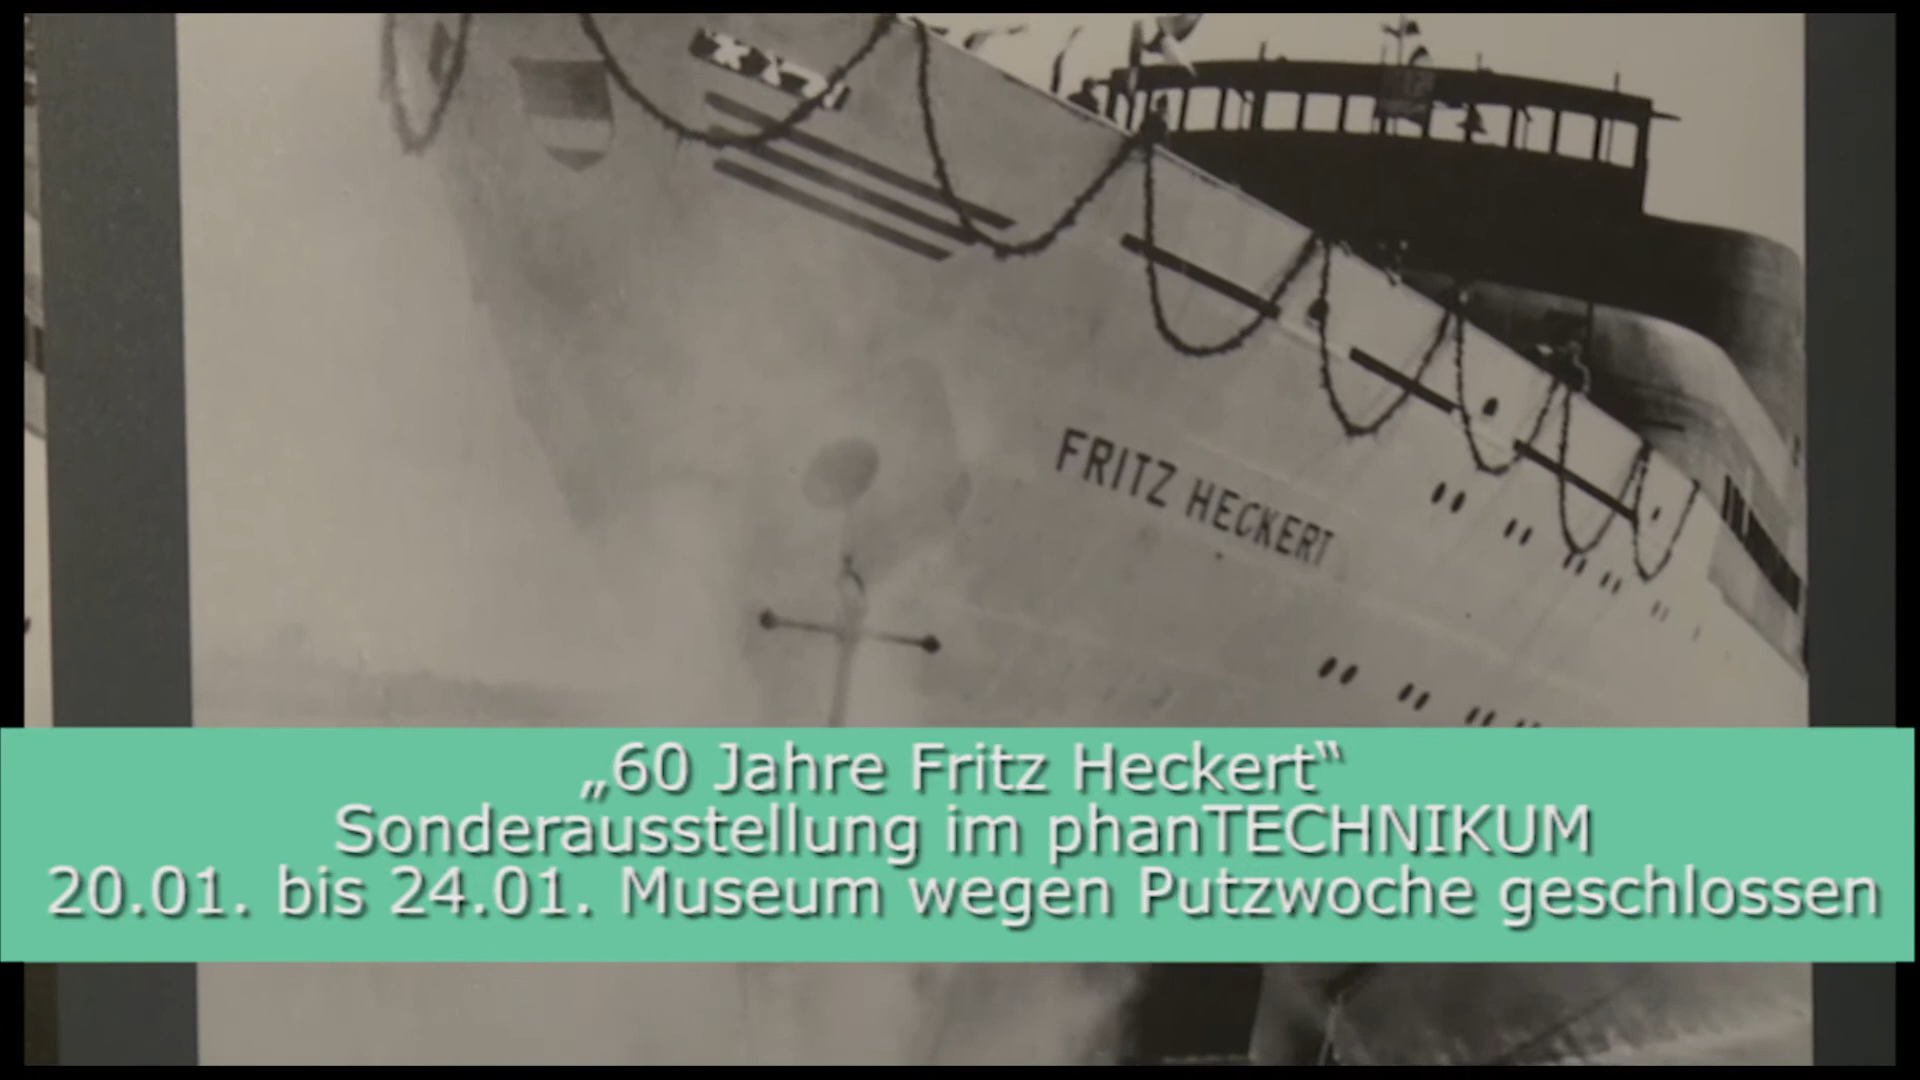 FRITZ HECKERT
„60 Jahre Fritz Heckert“
Sonderausstellung im phanTECHNIKUM
20.01. bis 24.01. Museum wegen Putzwoche geschlossen